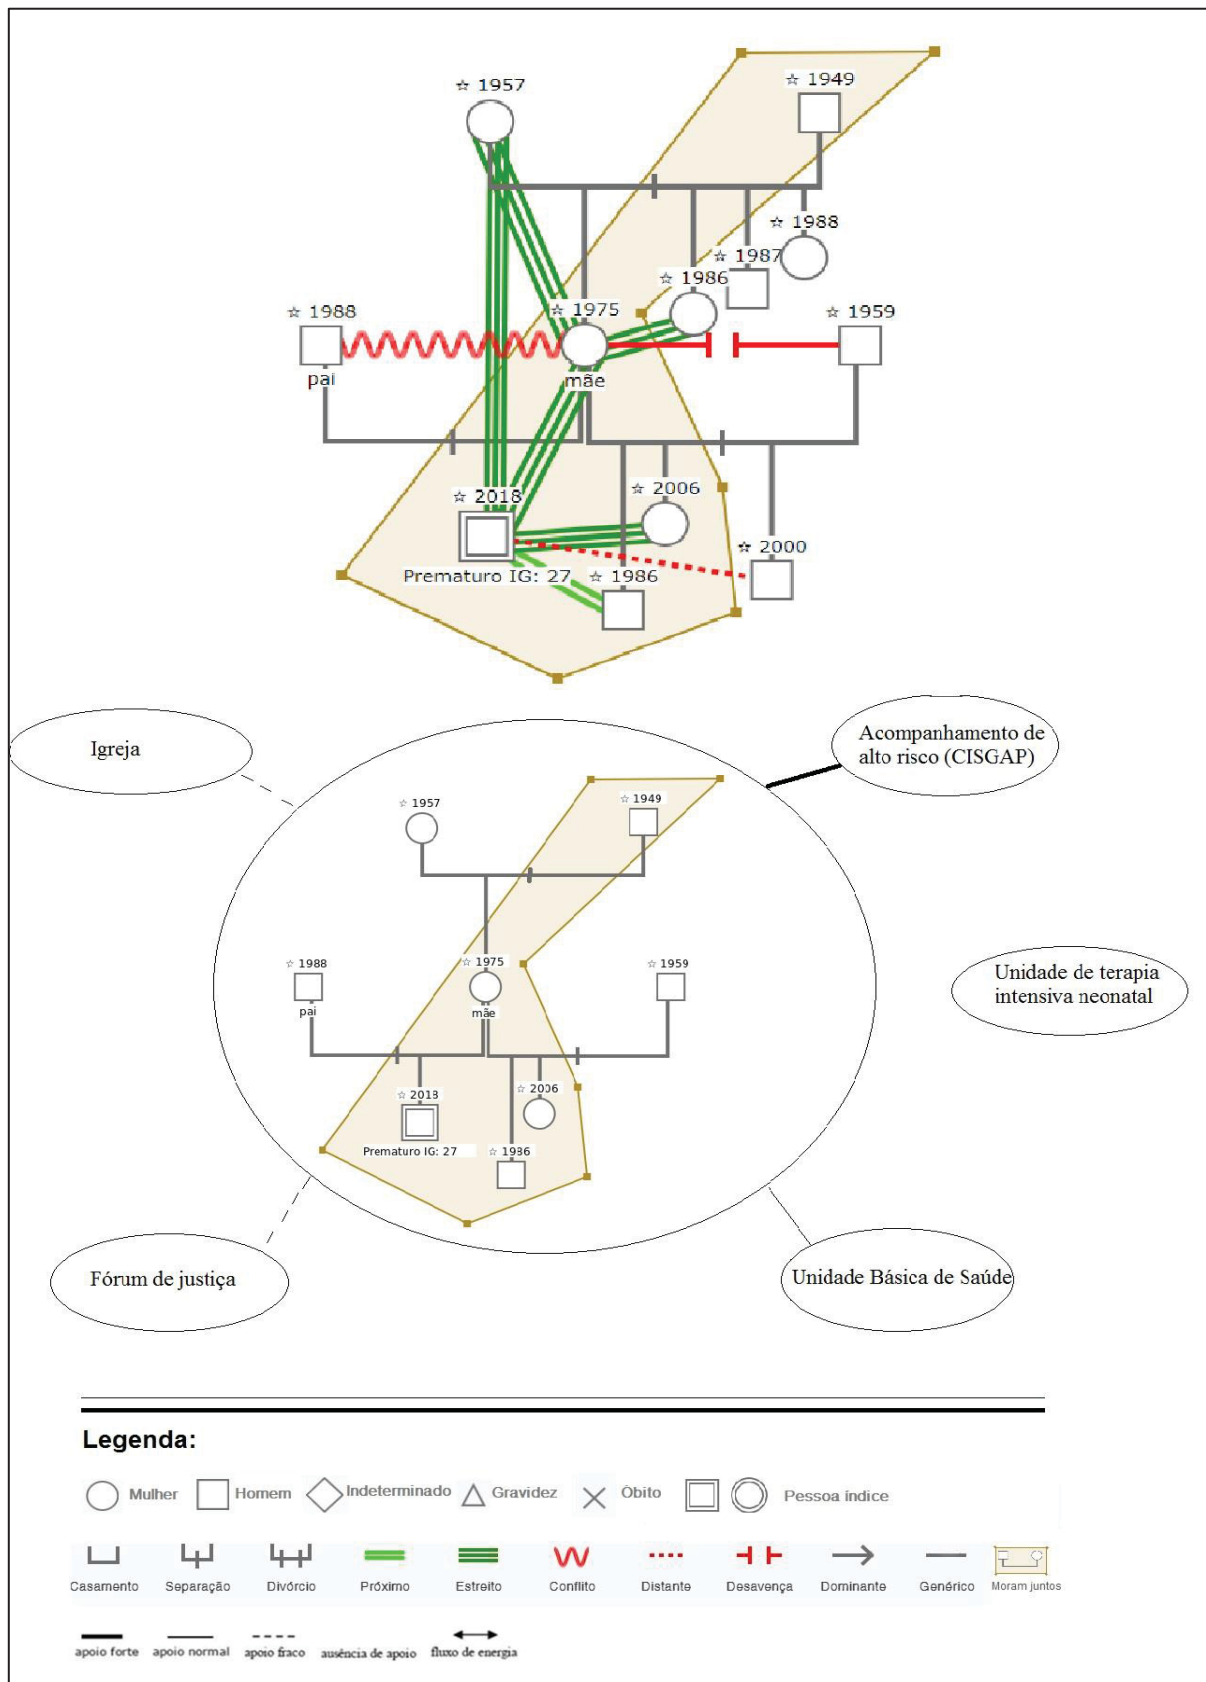 ☆ 1957
☆ 1949
☆ 1988
☆ 1987
☆ 1986
☆ 1975
☆ 1988
☆ 1959
pai
mãe
☆ 2018
☆ 2006
☆ 2000
Prematuro IG: 27
☆ 1986
Igreja
Acompanhamento de
alto risco (CISGAP)
☆ 1957
☆ 1949
Unidade de terapia
intensiva neonatal
☆ 1988
☆ 1975
☆ 1959
pai
mãe
☆ 2018
☆ 2006
Prematuro IG: 27
☆ 1986
Fórum de justiça
Unidade Básica de Saúde
Legenda:
Mulher Homem Indeterminado Gravidez Óbito Pessoa índice
Casamento Separação Divórcio Próximo Estreito Conflito Distante Desavença Dominante Genérico Moram juntos
apoio forte apoio normal apoio fraco ausência de apoio fluxo de energia